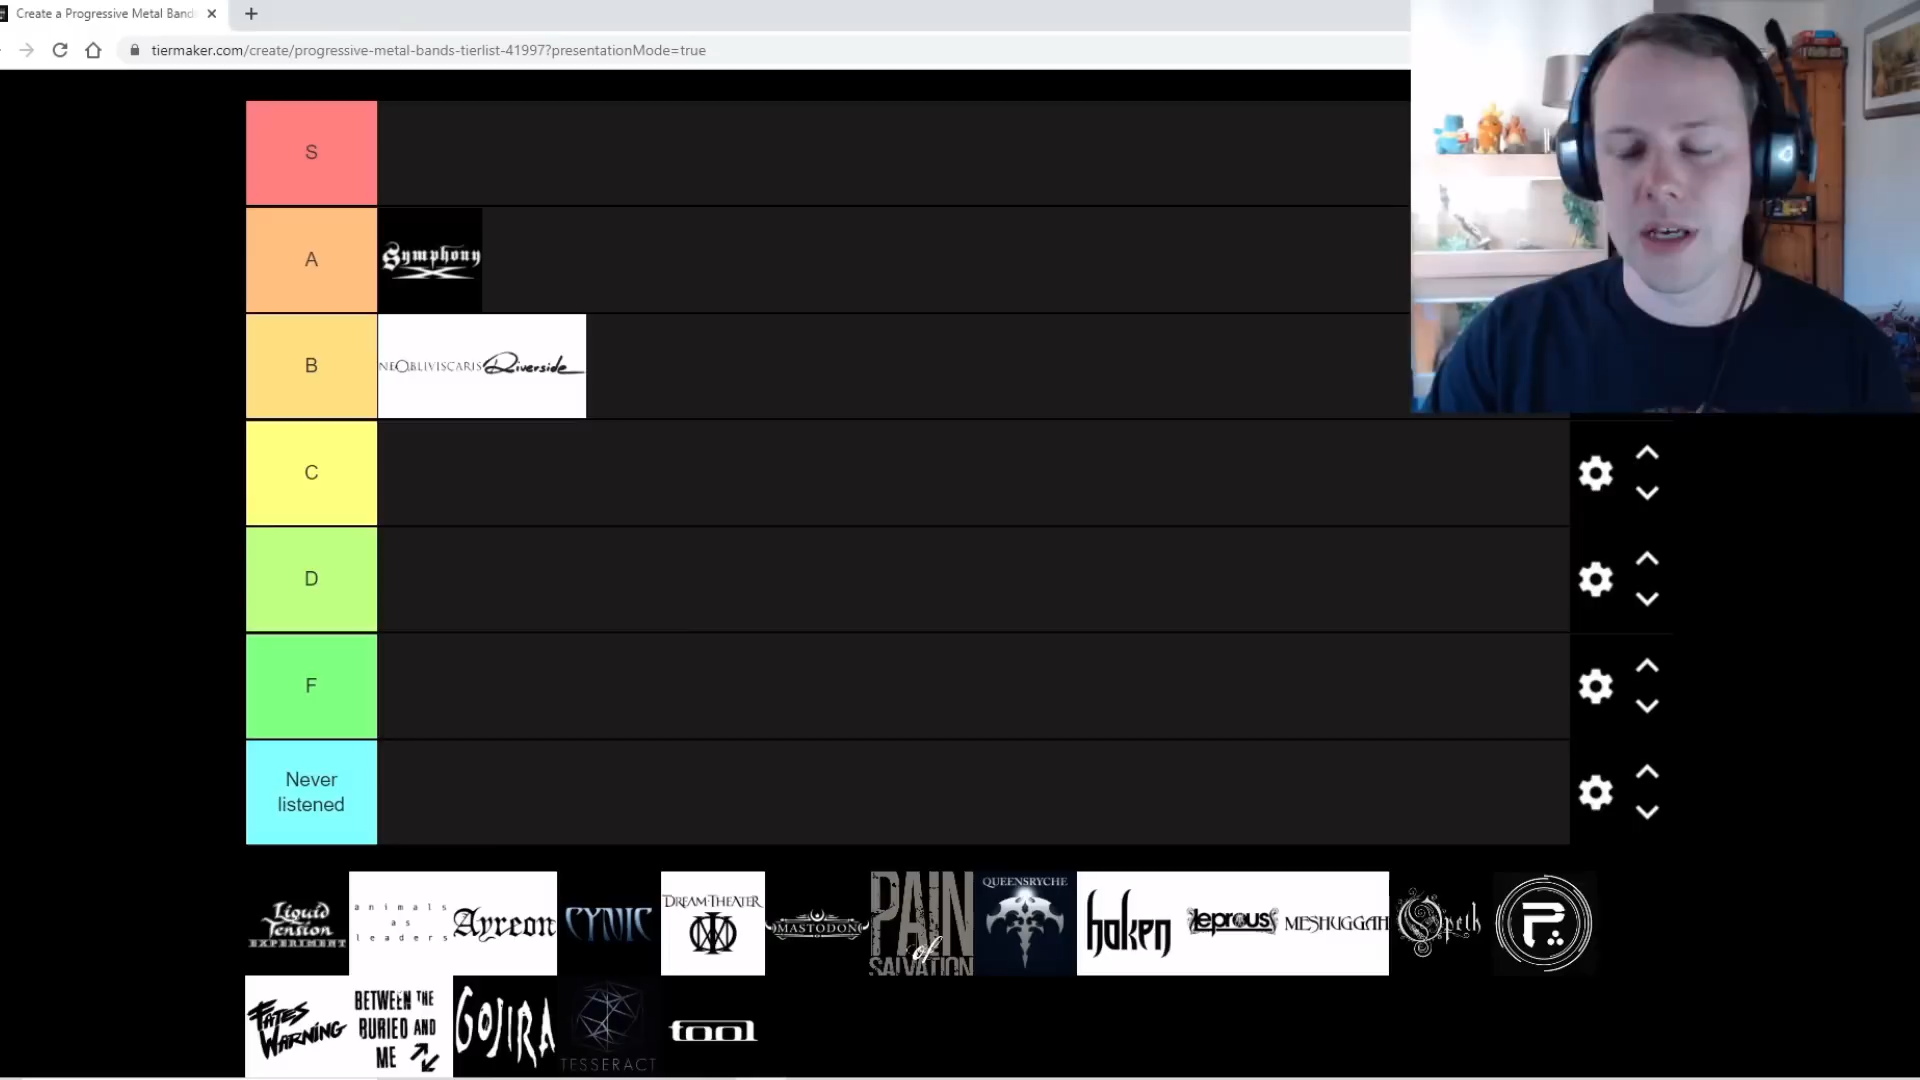 Create a Progressive Metal Band
tiermaker.com/create/progressive-metal-bands-tierlist-41997?presentationMode=true
S
A
Symphony X
B
NE OBLIVISCARIS
Riverside
C
D
F
Never
listened
Liquid
Tension
EXPERIMENT
animals
as
leaders
Ayreon
CYNIC
DREAM THEATER
MASTODON
PAIN
of
SALVATION
QUEENSRYCHE
haken
leprous
MESHUGGAH
Opeth
P
FATES
WARNING
BETWEEN THE
BURIED AND
ME
GOJIRA
TESSERACT
tool